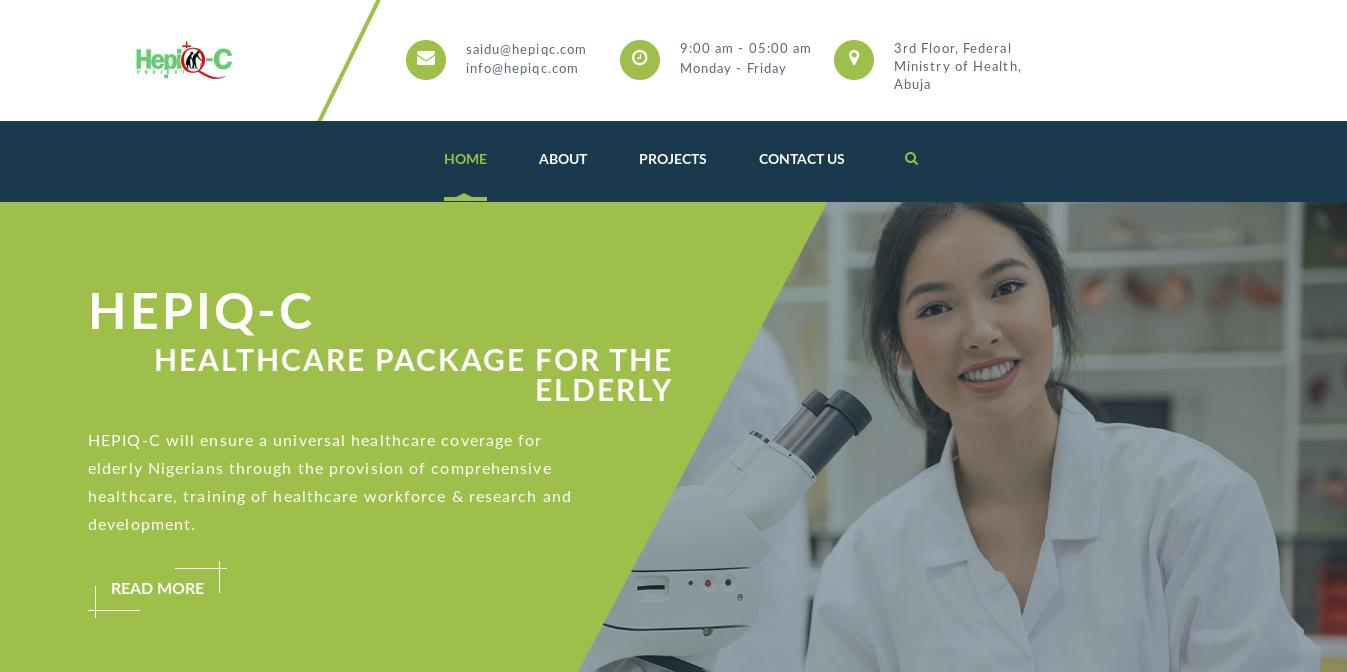 HepiQ-C
PROJECT
saidu@hepiqc.com
info@hepiqc.com
9:00 am - 05:00 am
Monday - Friday
3rd Floor, Federal
Ministry of Health,
Abuja
HOME ABOUT PROJECTS CONTACT US
HEPIQ-C
HEALTHCARE PACKAGE FOR THE
ELDERLY
HEPIQ-C will ensure a universal healthcare coverage for
elderly Nigerians through the provision of comprehensive
healthcare, training of healthcare workforce & research and
development.
READ MORE